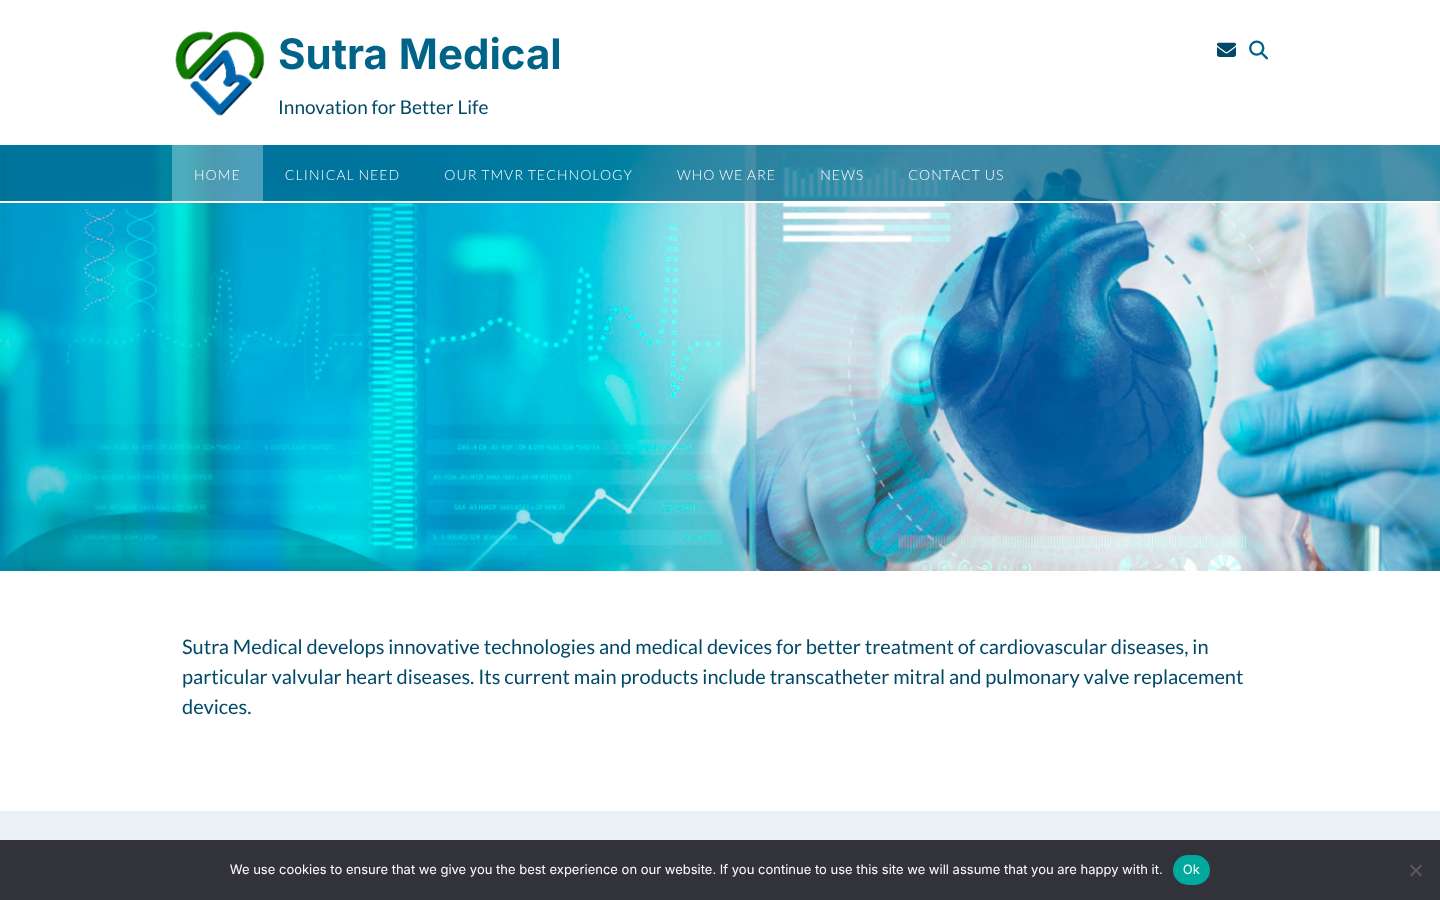 Sutra Medical
Innovation for Better Life
HOME
CLINICAL NEED
OUR TMVR TECHNOLOGY
WHO WE ARE
NEWS
CONTACT US
Sutra Medical develops innovative technologies and medical devices for better treatment of cardiovascular diseases, in
particular valvular heart diseases. Its current main products include transcatheter mitral and pulmonary valve replacement
devices.
We use cookies to ensure that we give you the best experience on our website. If you continue to use this site we will assume that you are happy with it.
Ok